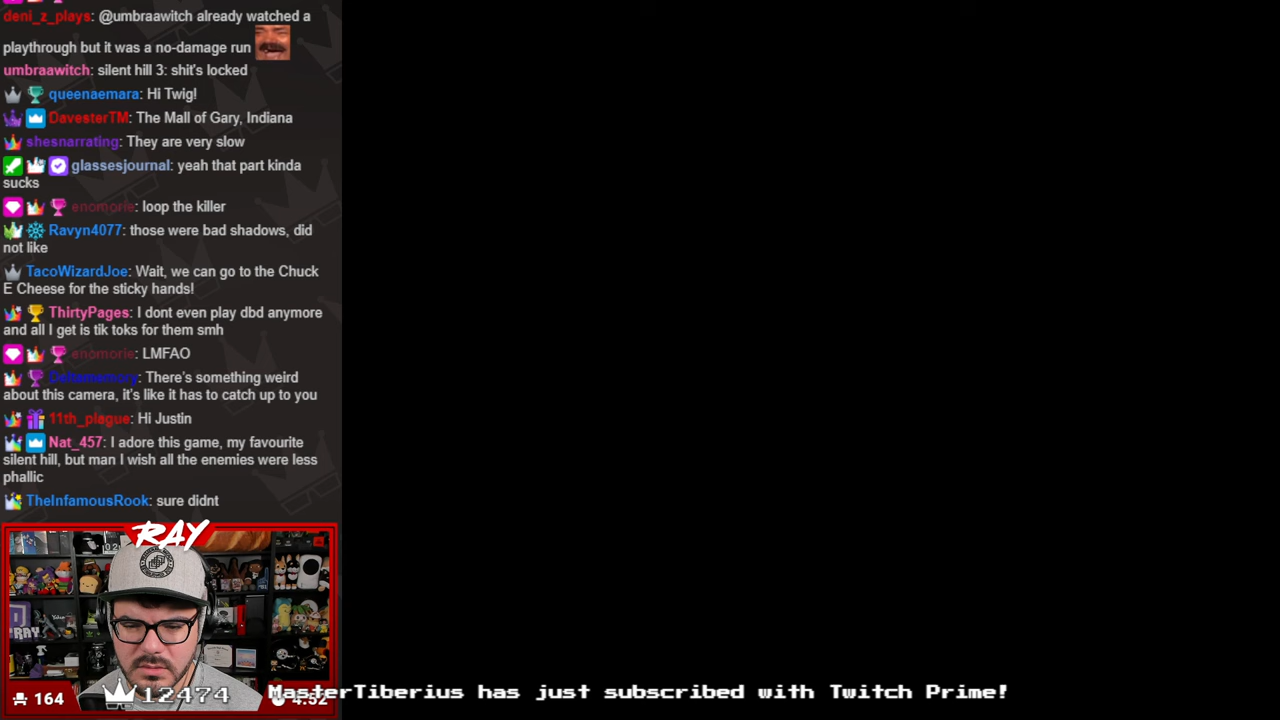 deni_z_plays: @umbraawitch already watched a
playthrough but it was a no-damage run
umbraawitch: silent hill 3: shit's locked
queenaemara: Hi Twig!
DavesterTM: The Mall of Gary, Indiana
shesnarrating: They are very slow
glassesjournal: yeah that part kinda
sucks
enomorie: loop the killer
Ravyn4077: those were bad shadows, did
not like
TacoWizardJoe: Wait, we can go to the Chuck
E Cheese for the sticky hands!
ThirtyPages: I dont even play dbd anymore
and all I get is tik toks for them smh
enomorie: LMFAO
There's something weird
about this camera, it's like it has to catch up to you
11th_plague: Hi Justin
Nat_457: I adore this game, my favourite
silent hill, but man I wish all the enemies were less
phallic
TheInfamousRook: sure didnt
RAY
164
12474
4:52
MasterTiberius has just subscribed with Twitch Prime!